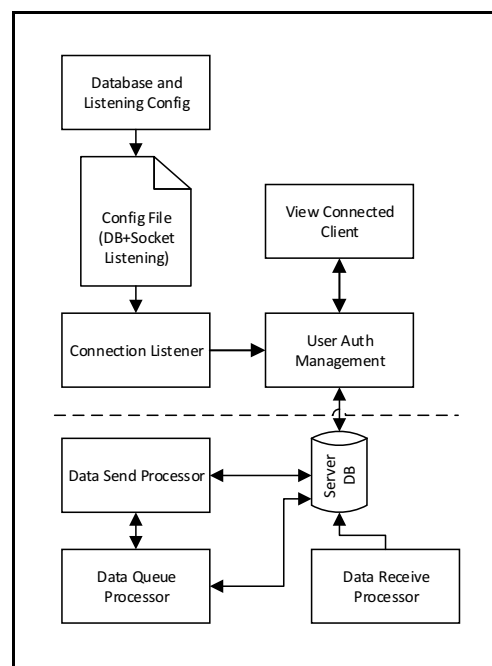 Database and
Listening Config
Config File
(DB+Socket
Listening)
View Connected
Client
Connection Listener
User Auth
Management
Data Send Processor
Server
DB
Data Queue
Processor
Data Receive
Processor